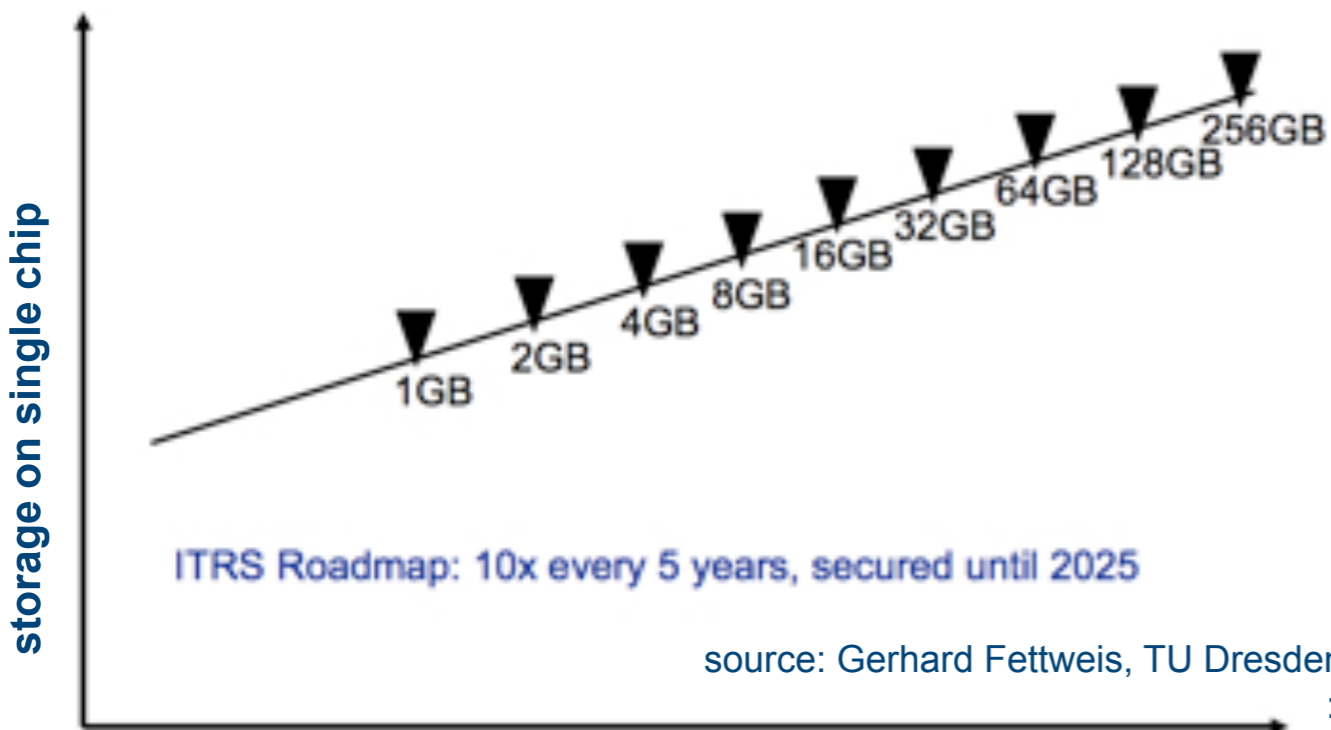 storage on single chip
256GB
128GB
64GB
32GB
16GB
8GB
4GB
2GB
1GB
ITRS Roadmap: 10x every 5 years, secured until 2025
source: Gerhard Fettweis, TU